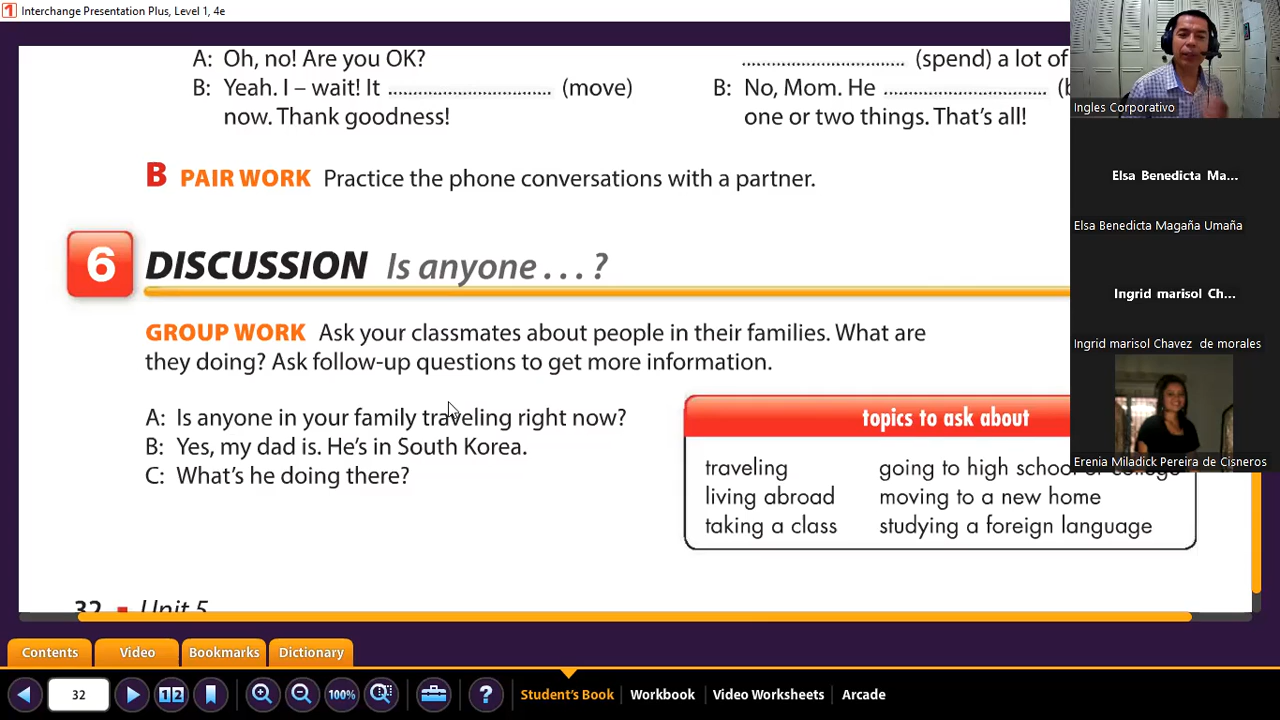 Interchange Presentation Plus, Level 1, 4e
A: Oh, no! Are you OK?
B: Yeah. I – wait! It ................................ (move)
now. Thank goodness!
................................ (spend) a lot of
B: No, Mom. He ................................
one or two things. That's all!
B PAIR WORK Practice the phone conversations with a partner.
6 DISCUSSION Is anyone . . . ?
GROUP WORK Ask your classmates about people in their families. What are
they doing? Ask follow-up questions to get more information.
A: Is anyone in your family traveling right now?
B: Yes, my dad is. He's in South Korea.
C: What's he doing there?
topics to ask about
traveling
living abroad
taking a class
going to high school or college
moving to a new home
studying a foreign language
32 Unit 5
Ingles Corporativo
Elsa Benedicta Ma...
Elsa Benedicta Magaña Umaña
Ingrid marisol Ch...
Ingrid marisol Chavez de morales
Erenia Miladick Pereira de Cisneros
Contents Video Bookmarks Dictionary
32 1 2 100% ? Student's Book Workbook Video Worksheets Arcade